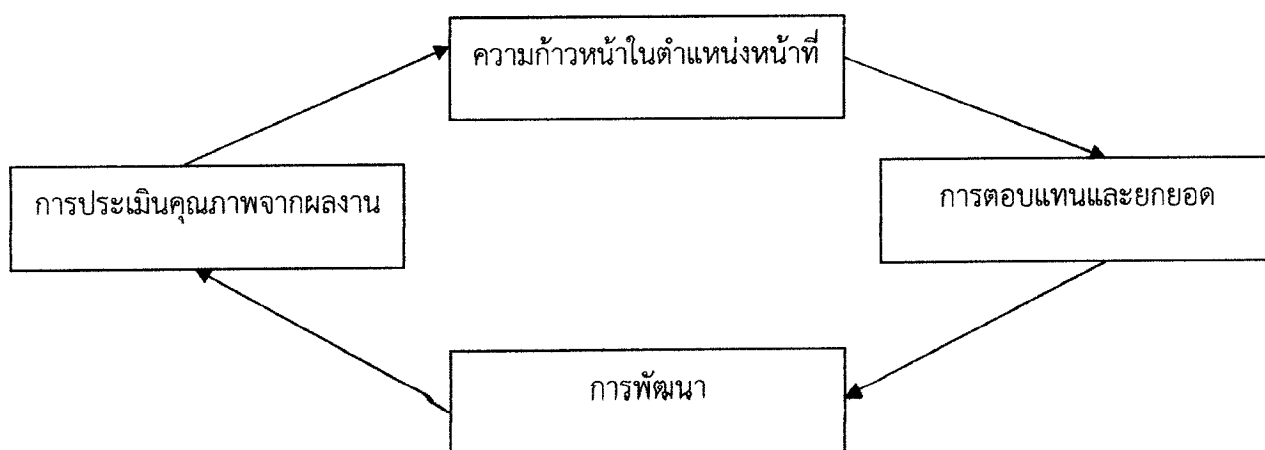 ความก้าวหน้าในตำแหน่งหน้าที่
การประเมินคุณภาพจากผลงาน
การตอบแทนและยกยอด
การพัฒนา